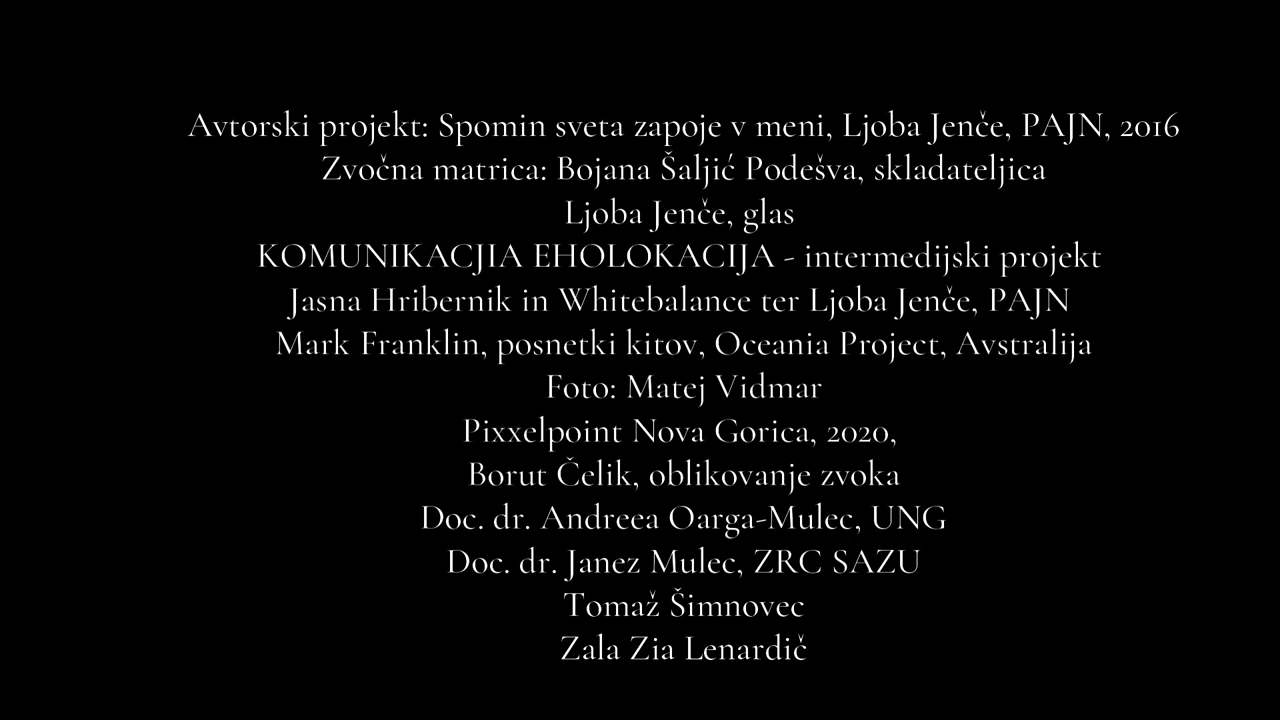 Avtorski projekt: Spomin sveta zapoje v meni, Ljoba Jenče, PAJN, 2016
Zvočna matrica: Bojana Šaljić Podešva, skladateljica
Ljoba Jenče, glas
KOMUNIKACJIA EHOLOKACIJA - intermedijski projekt
Jasna Hribernik in Whitebalance ter Ljoba Jenče, PAJN
Mark Franklin, posnetki kitov, Oceania Project, Avstralija
Foto: Matej Vidmar
Pixxelpoint Nova Gorica, 2020,
Borut Čelik, oblikovanje zvoka
Doc. dr. Andreea Oarga-Mulec, UNG
Doc. dr. Janez Mulec, ZRC SAZU
Tomaž Šimnovec
Zala Zia Lenardič